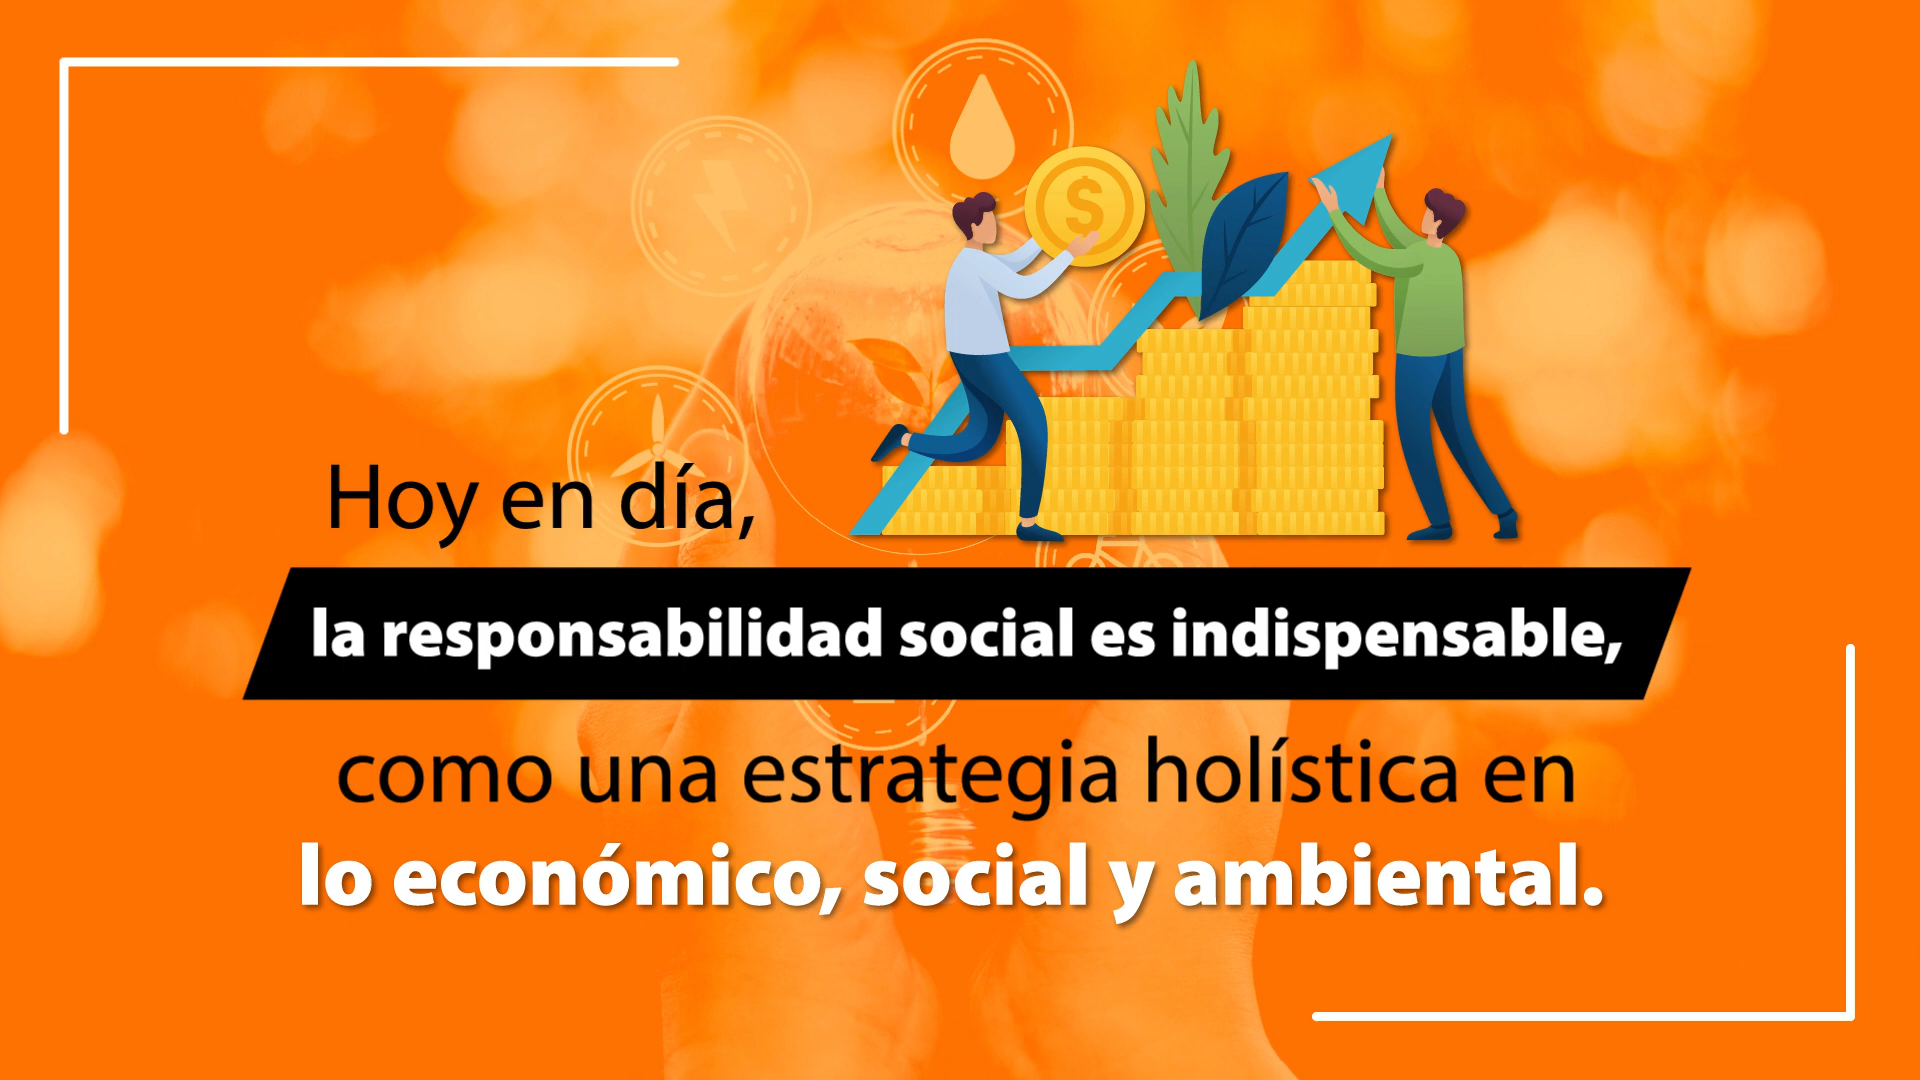 $
Hoy en día,
la responsabilidad social es indispensable,
como una estrategia holística en
lo económico, social y ambiental.